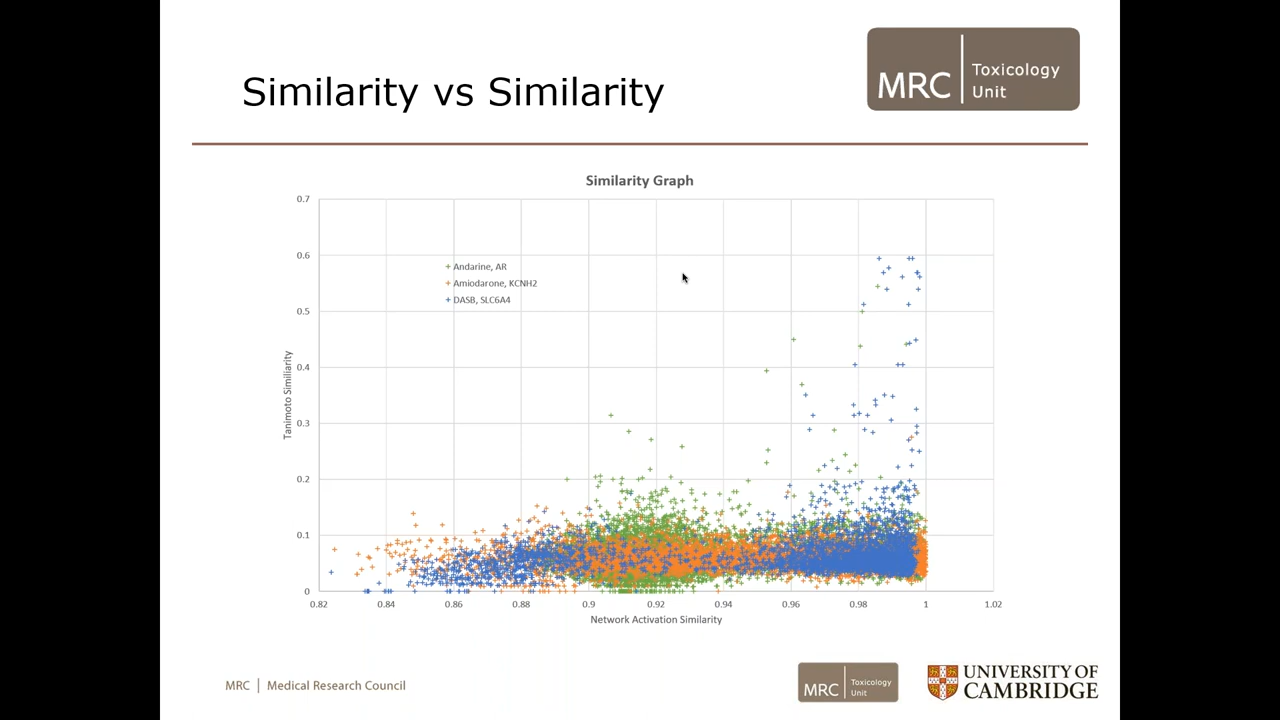 Similarity vs Similarity
MRC
Toxicology
Unit
Similarity Graph
0.7
0.6
0.5
0.4
0.3
0.2
0.1
0
Tanimoto Similiarity
Andarine, AR
Amiodarone, KCNH2
DASB, SLC6A4
0.82 0.84 0.86 0.88 0.9 0.92 0.94 0.96 0.98 1 1.02
Network Activation Similarity
MRC | Medical Research Council
MRC
Toxicology
Unit
UNIVERSITY OF
CAMBRIDGE